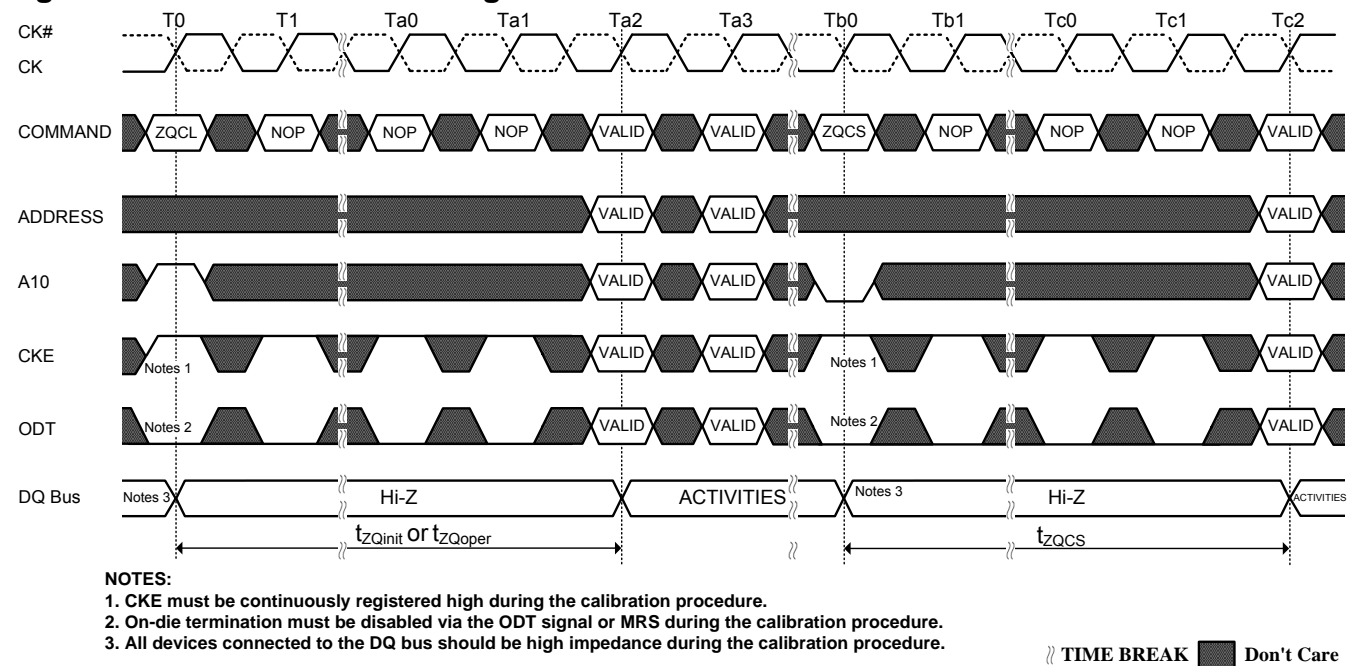 T0 T1 Ta0 Ta1 Ta2 Ta3 Tb0 Tb1 Tc0 Tc1 Tc2
CK#
CK
COMMAND ZQCL NOP NOP NOP VALID VALID ZQCS NOP NOP NOP VALID
ADDRESS VALID VALID VALID
A10 VALID VALID VALID
CKE Notes 1 VALID VALID Notes 1 VALID
ODT Notes 2 VALID VALID Notes 2 VALID
DQ Bus Notes 3 Hi-Z ACTIVITIES Notes 3 Hi-Z ACTIVITIES
tZQinit or tZQoper tZQCS
NOTES:
1. CKE must be continuously registered high during the calibration procedure.
2. On-die termination must be disabled via the ODT signal or MRS during the calibration procedure.
3. All devices connected to the DQ bus should be high impedance during the calibration procedure.
TIME BREAK Don't Care